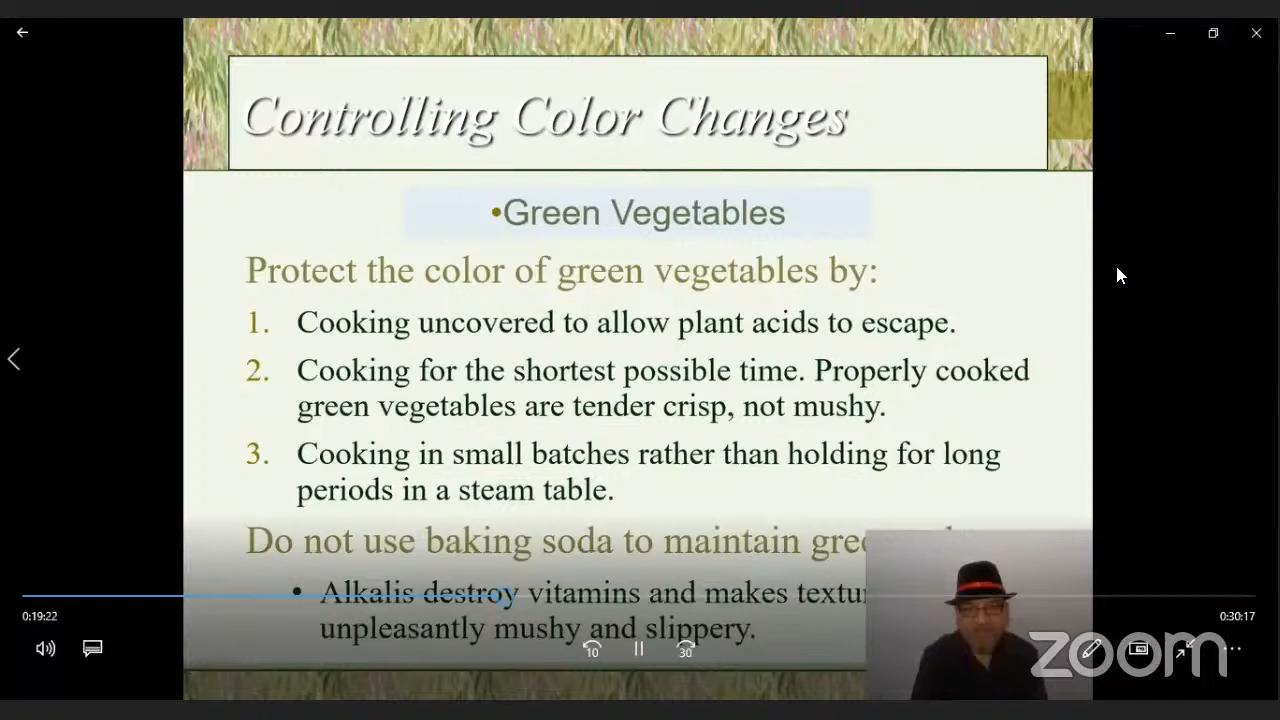 Controlling Color Changes
•Green Vegetables
Protect the color of green vegetables by:
1. Cooking uncovered to allow plant acids to escape.
2. Cooking for the shortest possible time. Properly cooked
green vegetables are tender crisp, not mushy.
3. Cooking in small batches rather than holding for long
periods in a steam table.
Do not use baking soda to maintain
• Alkalis destroy vitamins and makes
unpleasantly mushy and slippery.
0:19:22
0:30:17
10
30
zoom